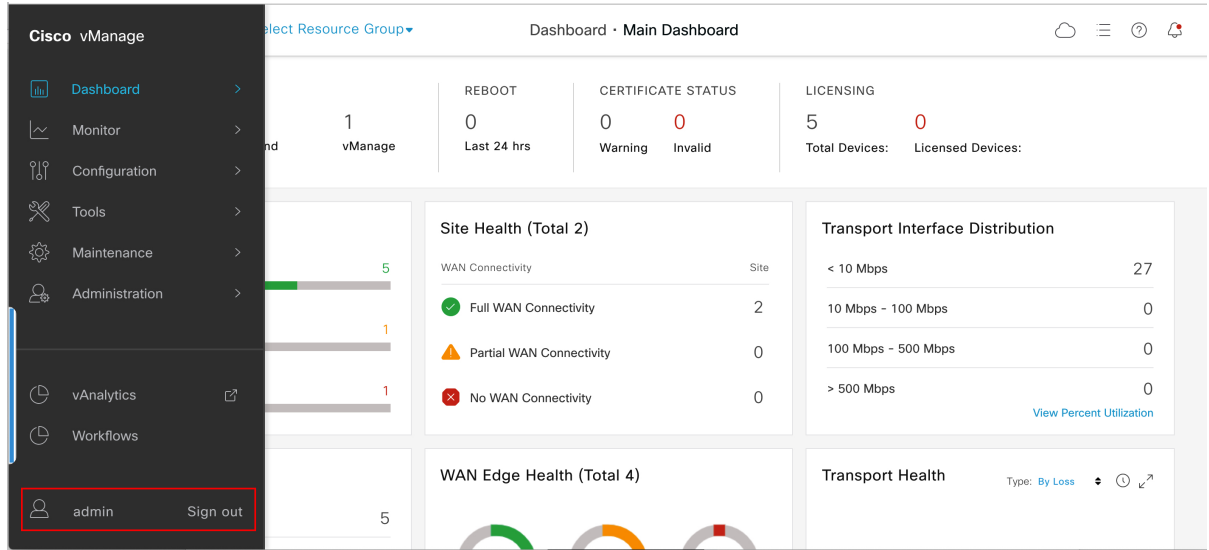 Cisco vManage
elect Resource Group
Dashboard · Main Dashboard
Dashboard
Monitor
Configuration
Tools
Maintenance
Administration
vAnalytics
Workflows
admin Sign out
1
nd vManage
REBOOT
0
Last 24 hrs
CERTIFICATE STATUS
0 0
Warning Invalid
LICENSING
5 0
Total Devices: Licensed Devices:
5
1
1
Site Health (Total 2)
WAN Connectivity Site
Full WAN Connectivity 2
Partial WAN Connectivity 0
No WAN Connectivity 0
Transport Interface Distribution
< 10 Mbps 27
10 Mbps - 100 Mbps 0
100 Mbps - 500 Mbps 0
> 500 Mbps 0
View Percent Utilization
5
WAN Edge Health (Total 4)
Transport Health Type: By Loss